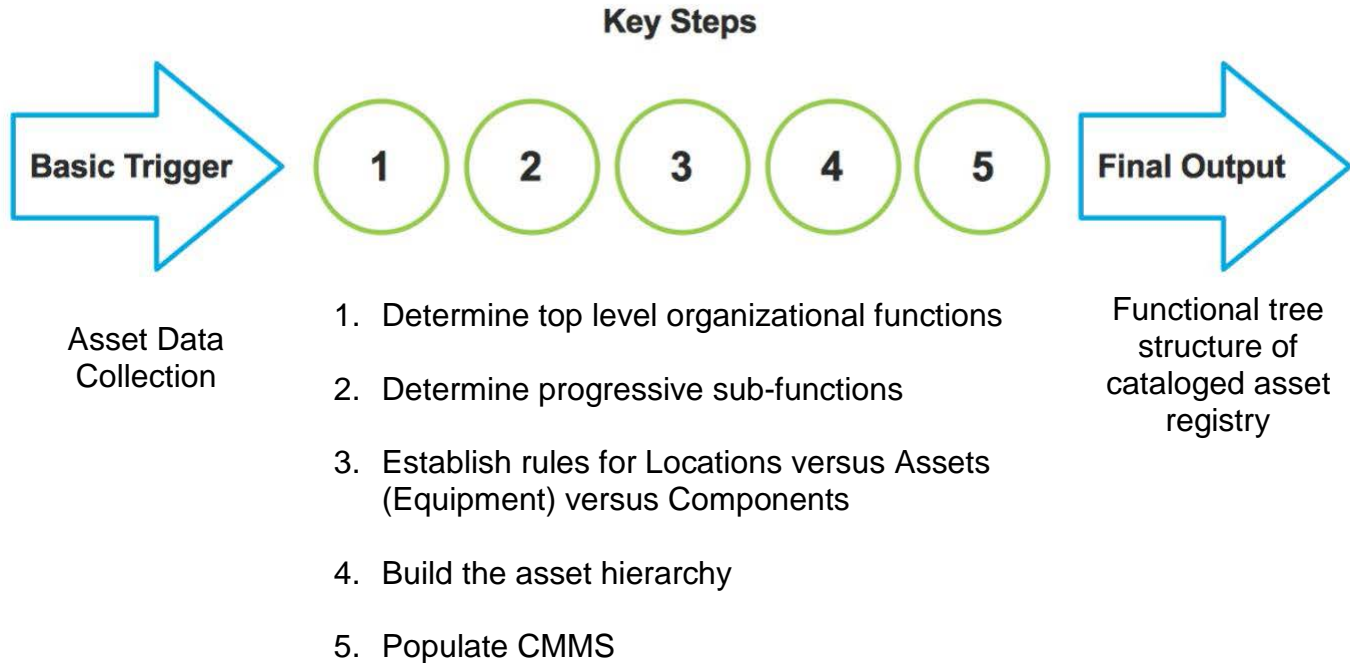 Key Steps
Basic Trigger
1
2
3
4
5
Final Output
Asset Data
Collection
1. Determine top level organizational functions
2. Determine progressive sub-functions
3. Establish rules for Locations versus Assets
(Equipment) versus Components
4. Build the asset hierarchy
5. Populate CMMS
Functional tree
structure of
cataloged asset
registry